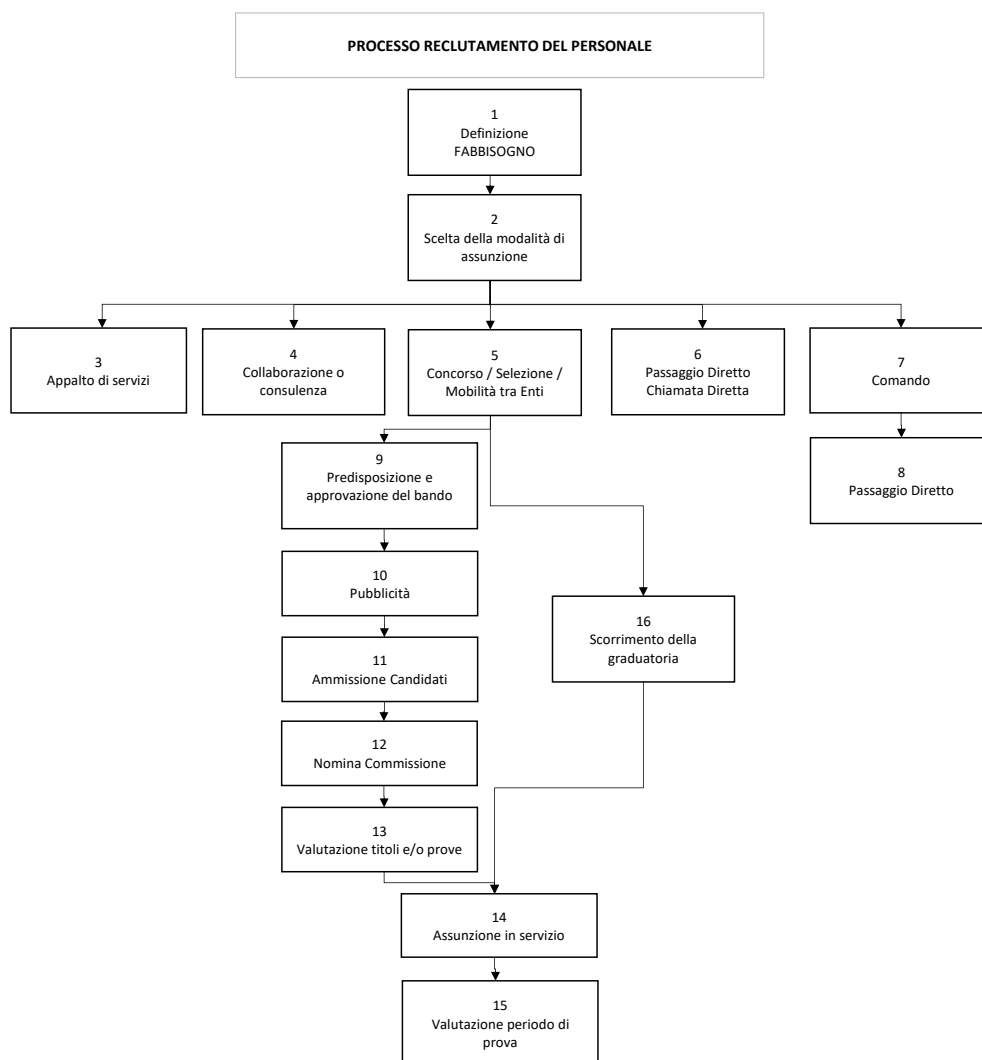 PROCESSO RECLUTAMENTO DEL PERSONALE
1
Definizione
FABBISOGNO
2
Scelta della modalità di
assunzione
3
Appalto di servizi
4
Collaborazione o
consulenza
5
Concorso / Selezione /
Mobilità tra Enti
6
Passaggio Diretto
Chiamata Diretta
7
Comando
8
Passaggio Diretto
9
Predisposizione e
approvazione del bando
10
Pubblicità
11
Ammissione Candidati
12
Nomina Commissione
13
Valutazione titoli e/o prove
16
Scorrimento della
graduatoria
14
Assunzione in servizio
15
Valutazione periodo di
prova